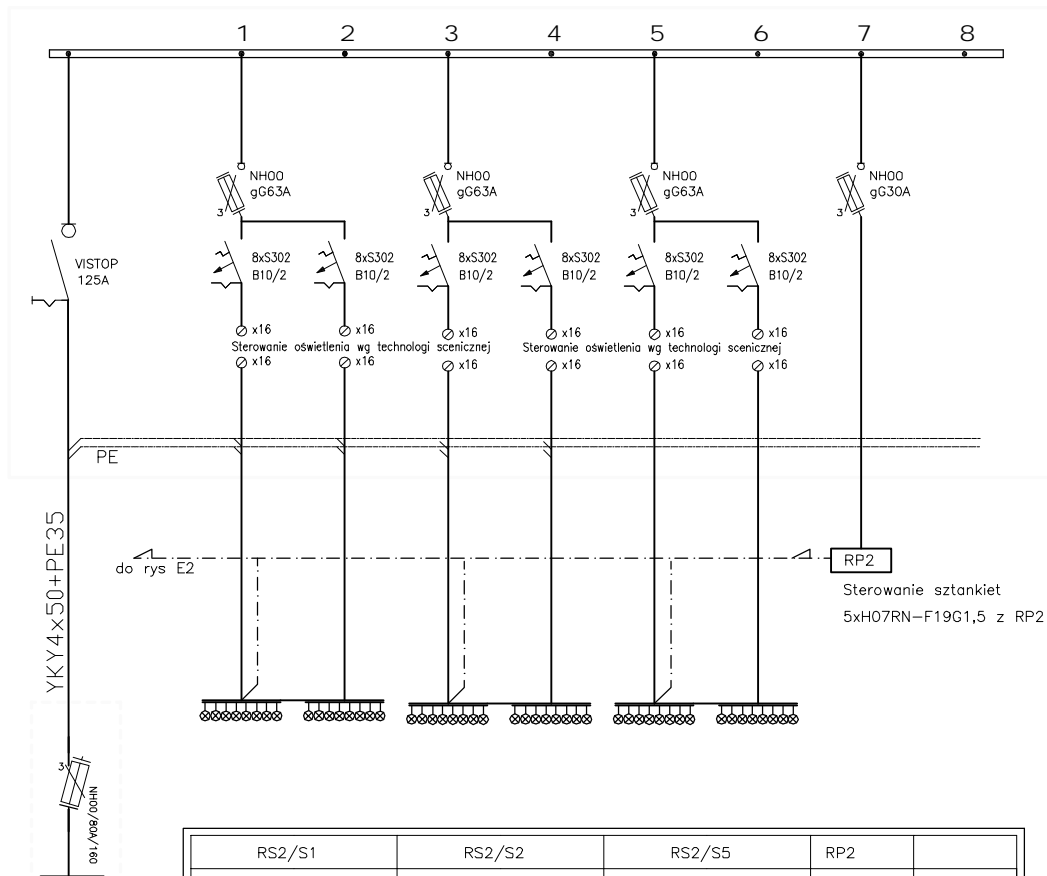 1 2 3 4 5 6 7 8
NH00 NH00 NH00 NH00
gG63A gG63A gG63A gG30A
3 3 3 3
VISTOP
125A
8xS302 8xS302 8xS302 8xS302 8xS302 8xS302
B10/2 B10/2 B10/2 B10/2 B10/2 B10/2
x16 x16 x16 x16 x16 x16
Sterowanie oświetlenia wg technologi scenicznej Sterowanie oświetlenia wg technologi scenicznej
x16 x16 x16 x16 x16 x16
PE
YKY4x50+PE35
do rys E2
RP2
Sterowanie sztankiet
5xH07RN-F19G1,5 z RP2
3
NH00/80A/160
RS2/S1 RS2/S2 RS2/S5 RP2